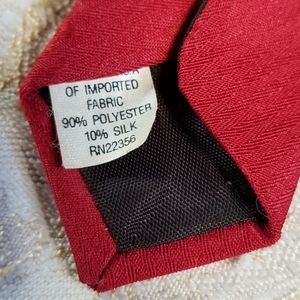 OF IMPORTED
FABRIC
90% POLYESTER
10% SILK
RN22356